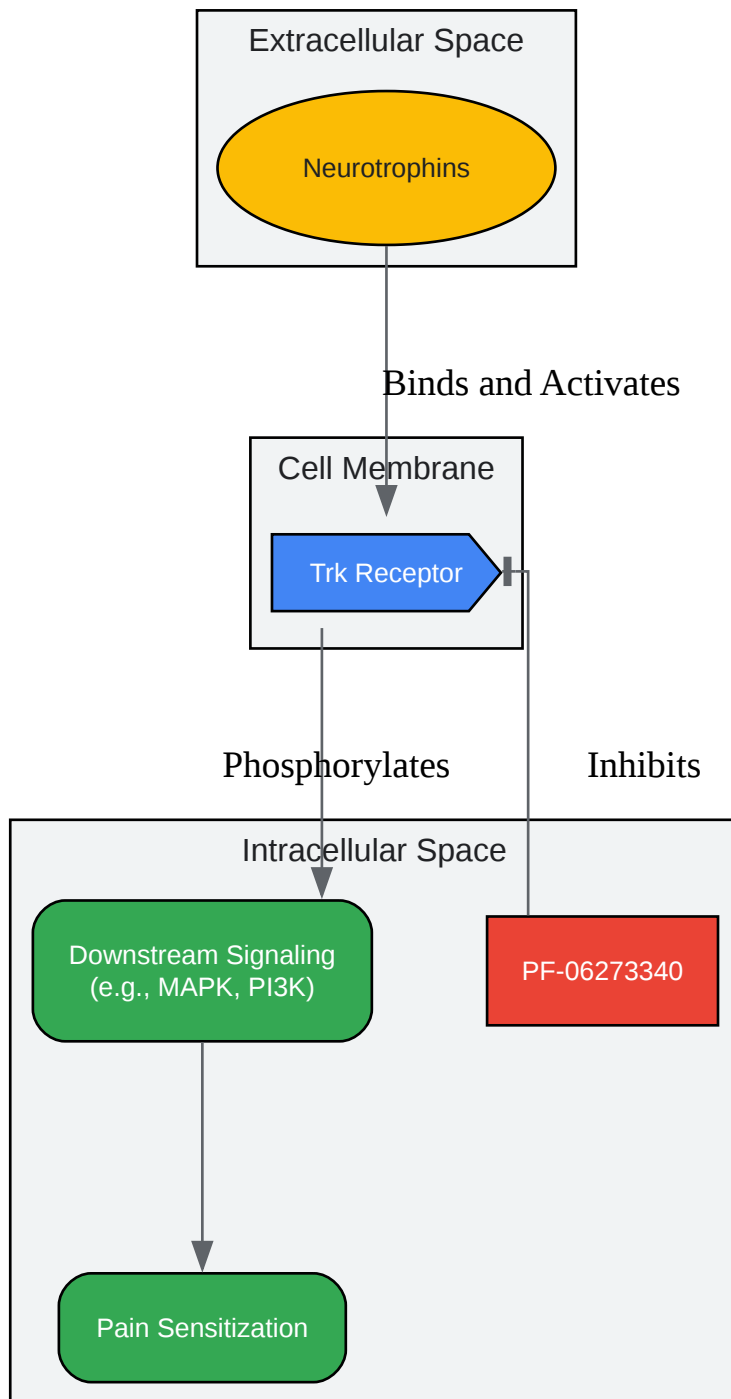 Extracellular Space
Neurotrophins
Binds and Activates
Cell Membrane
Trk Receptor
Phosphorylates
Inhibits
Intracellular Space
Downstream Signaling
(e.g., MAPK, PI3K)
PF-06273340
Pain Sensitization